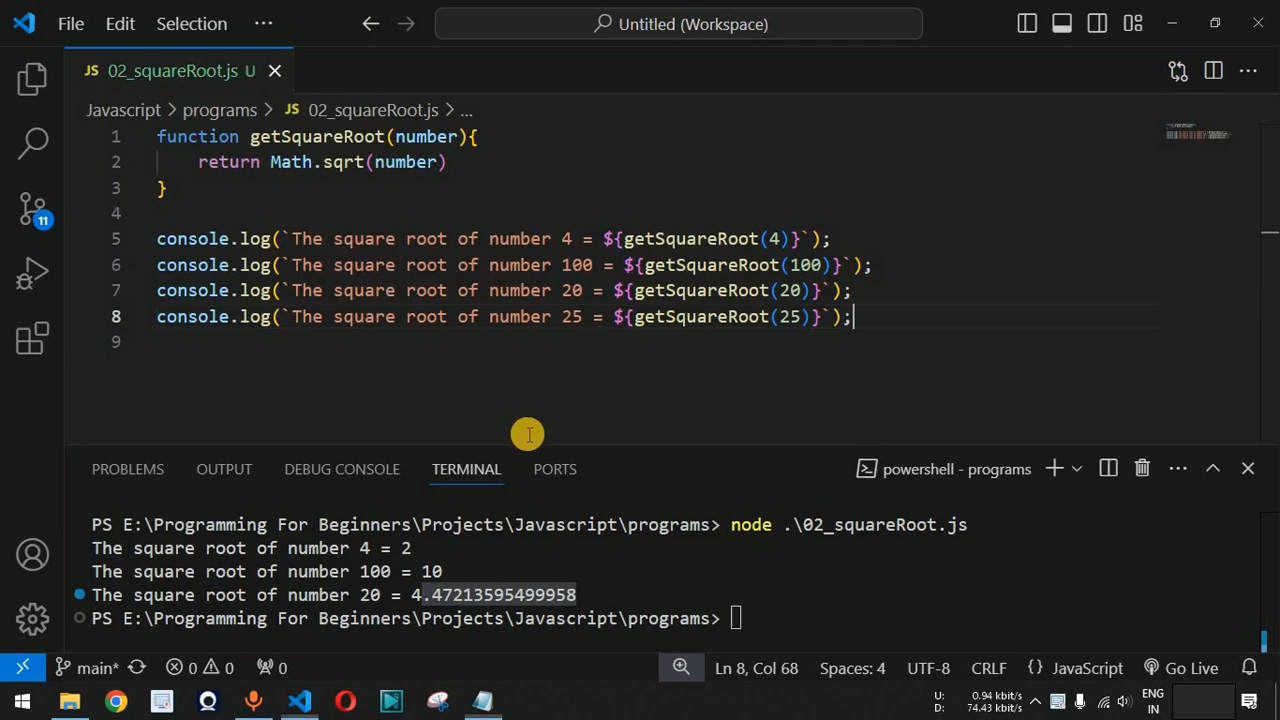 File Edit Selection ··· Untitled (Workspace)
JS 02_squareRoot.js U
Javascript > programs > JS 02_squareRoot.js > ...
1 function getSquareRoot(number){
2 return Math.sqrt(number)
3 }
4
5 console.log(`The square root of number 4 = ${getSquareRoot(4)}`);
6 console.log(`The square root of number 100 = ${getSquareRoot(100)}`);
7 console.log(`The square root of number 20 = ${getSquareRoot(20)}`);
8 console.log(`The square root of number 25 = ${getSquareRoot(25)}`);
9
11
PROBLEMS OUTPUT DEBUG CONSOLE TERMINAL PORTS powershell - programs
PS E:\Programming For Beginners\Projects\Javascript\programs> node .\02_squareRoot.js
The square root of number 4 = 2
The square root of number 100 = 10
The square root of number 20 = 4.47213595499958
PS E:\Programming For Beginners\Projects\Javascript\programs>
main* 0 0 0 Ln 8, Col 68 Spaces: 4 UTF-8 CRLF {} JavaScript Go Live
U: 0.94 kbit/s ENG
D: 74.43 kbit/s IN